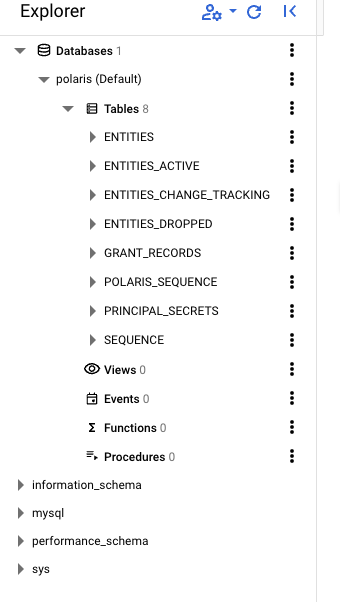 Explorer
Databases 1
polaris (Default)
Tables 8
ENTITIES
ENTITIES_ACTIVE
ENTITIES_CHANGE_TRACKING
ENTITIES_DROPPED
GRANT_RECORDS
POLARIS_SEQUENCE
PRINCIPAL_SECRETS
SEQUENCE
Views 0
Events 0
Functions 0
Procedures 0
information_schema
mysql
performance_schema
sys